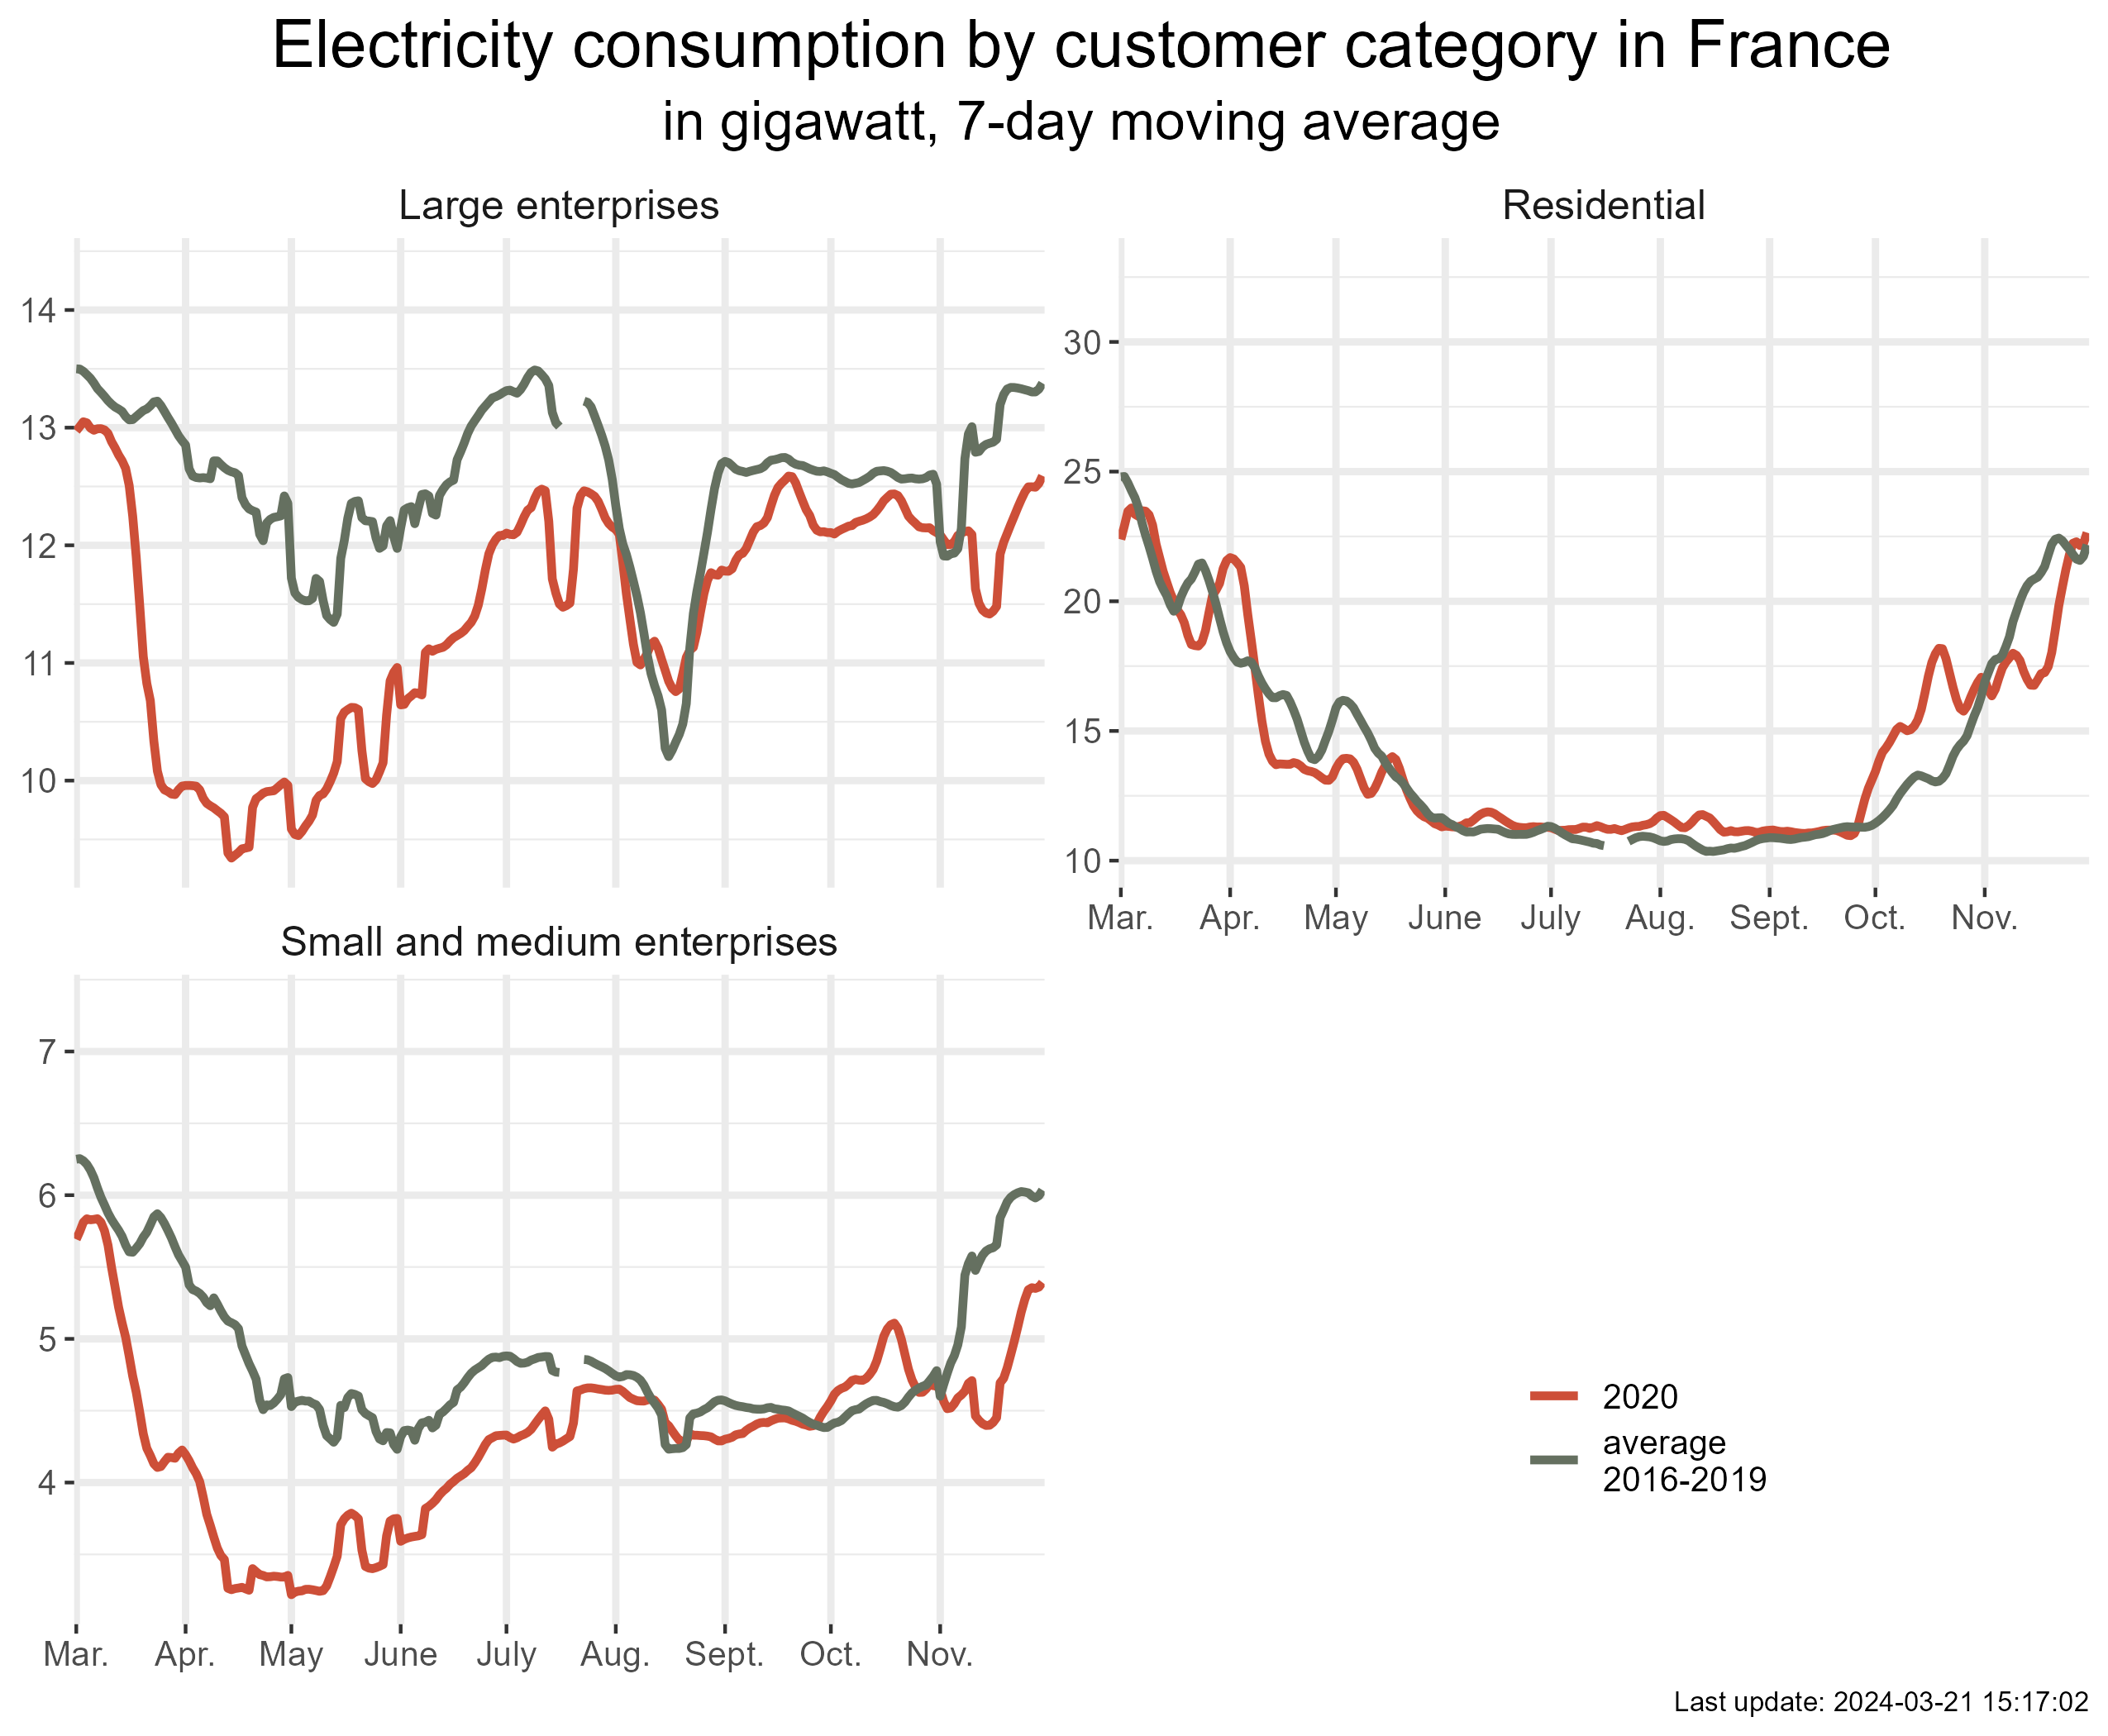 Electricity consumption by customer category in France
in gigawatt, 7-day moving average
Large enterprises
14
13
12
11
10
Residential
30
25
20
15
10
Mar. Apr. May June July Aug. Sept. Oct. Nov.
Small and medium enterprises
7
6
5
4
Mar. Apr. May June July Aug. Sept. Oct. Nov.
2020
average
2016-2019
Last update: 2024-03-21 15:17:02